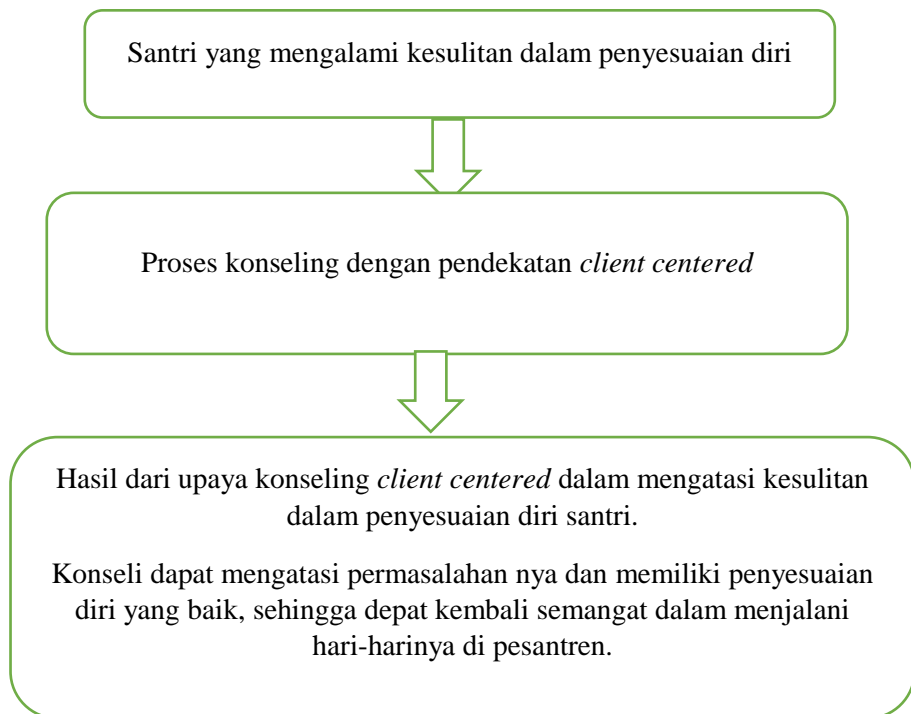 Santri yang mengalami kesulitan dalam penyesuaian diri
Proses konseling dengan pendekatan client centered
Hasil dari upaya konseling client centered dalam mengatasi kesulitan
dalam penyesuaian diri santri.
Konseli dapat mengatasi permasalahan nya dan memiliki penyesuaian
diri yang baik, sehingga depat kembali semangat dalam menjalani
hari-harinya di pesantren.